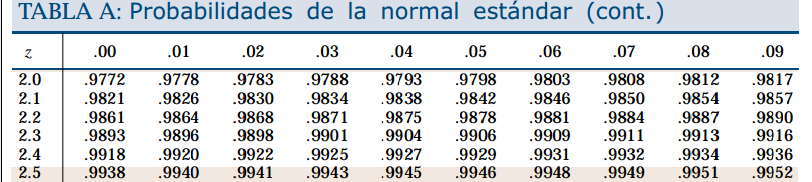 TABLA A: Probabilidades de la normal estándar (cont.)
z .00 .01 .02 .03 .04 .05 .06 .07 .08 .09
2.0 .9772 .9778 .9783 .9788 .9793 .9798 .9803 .9808 .9812 .9817
2.1 .9821 .9826 .9830 .9834 .9838 .9842 .9846 .9850 .9854 .9857
2.2 .9861 .9864 .9868 .9871 .9875 .9878 .9881 .9884 .9887 .9890
2.3 .9893 .9896 .9898 .9901 .9904 .9906 .9909 .9911 .9913 .9916
2.4 .9918 .9920 .9922 .9925 .9927 .9929 .9931 .9932 .9934 .9936
2.5 .9938 .9940 .9941 .9943 .9945 .9946 .9948 .9949 .9951 .9952